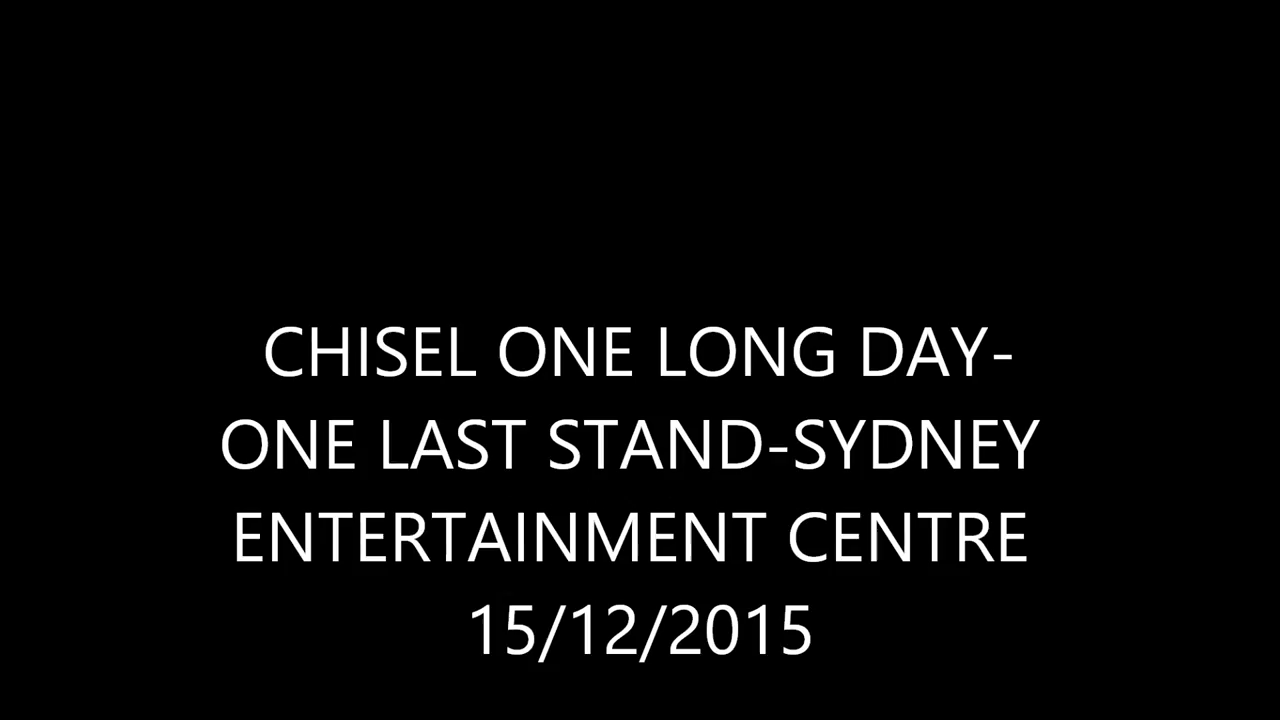 CHISEL ONE LONG DAY-
ONE LAST STAND-SYDNEY
ENTERTAINMENT CENTRE
15/12/2015